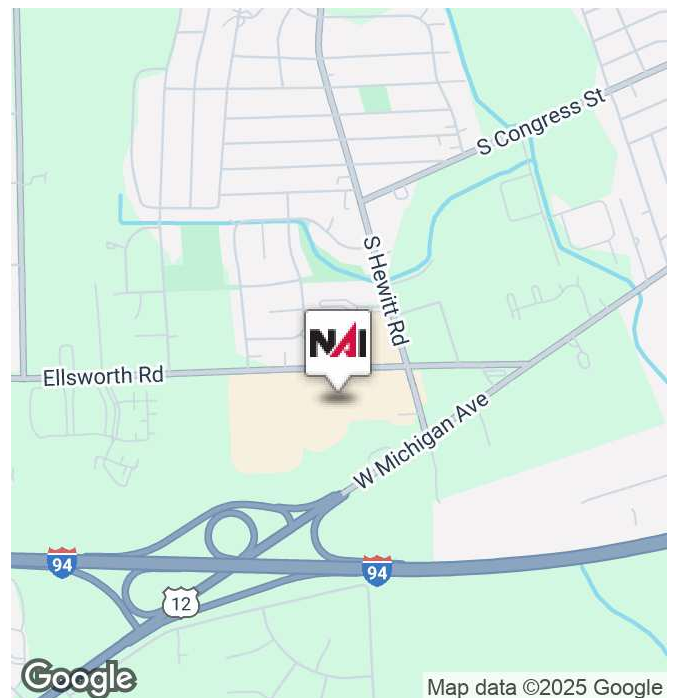 S Congress St
S Hewitt Rd
NAI
Ellsworth Rd
W Michigan Ave
94
94
12
Google
Map data ©2025 Google